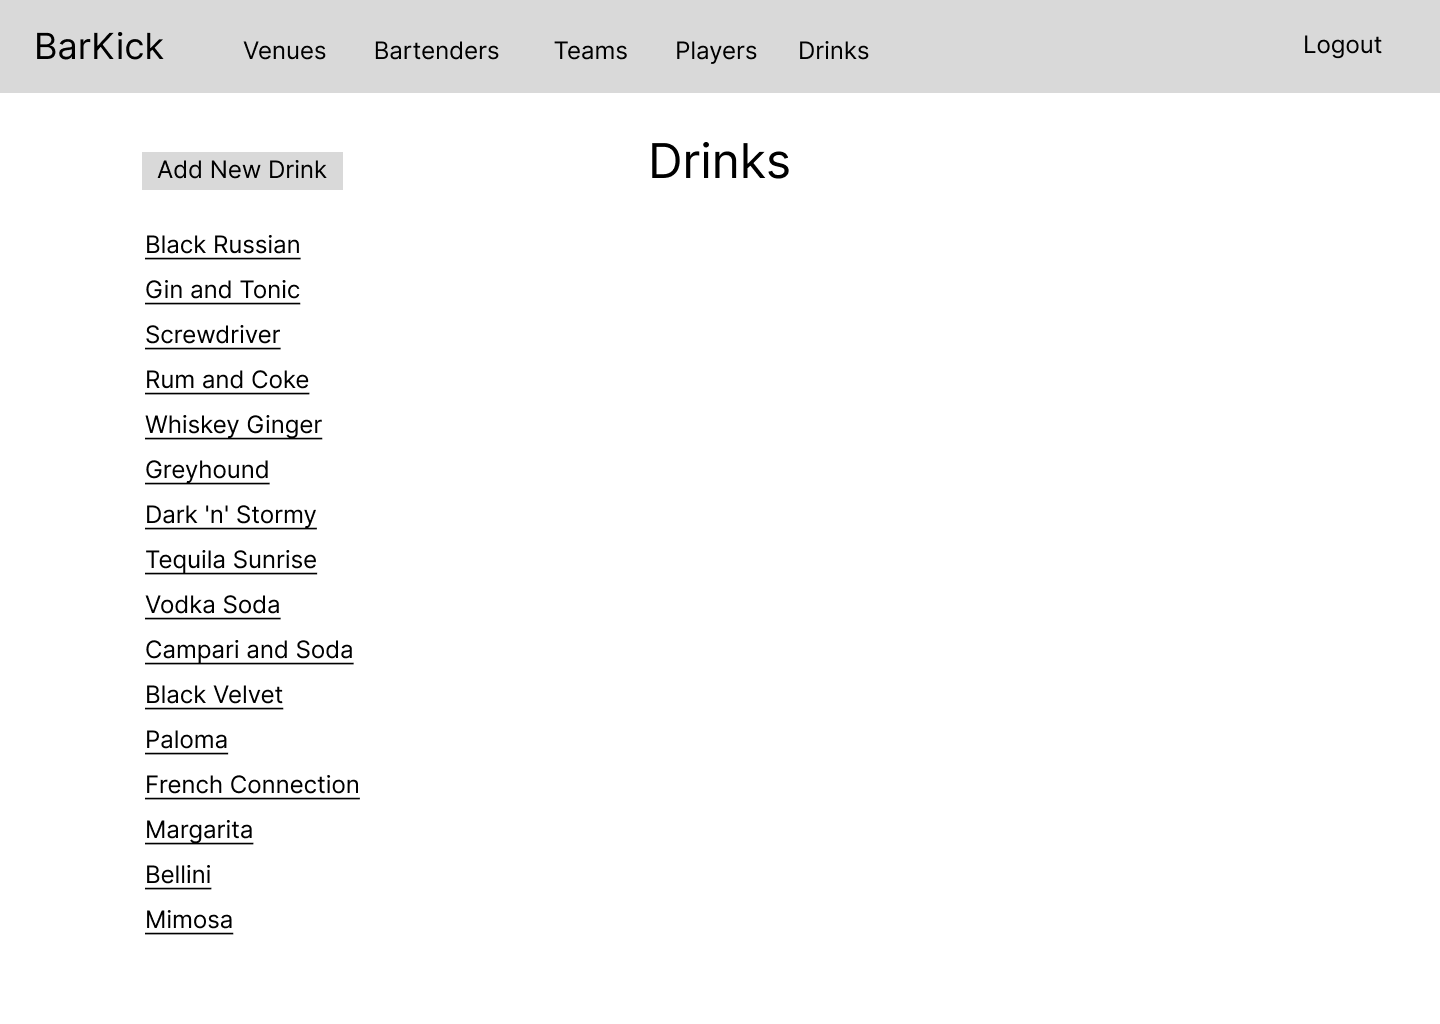 BarKick Venues Bartenders Teams Players Drinks Logout
Drinks
Add New Drink
Black Russian
Gin and Tonic
Screwdriver
Rum and Coke
Whiskey Ginger
Greyhound
Dark 'n' Stormy
Tequila Sunrise
Vodka Soda
Campari and Soda
Black Velvet
Paloma
French Connection
Margarita
Bellini
Mimosa